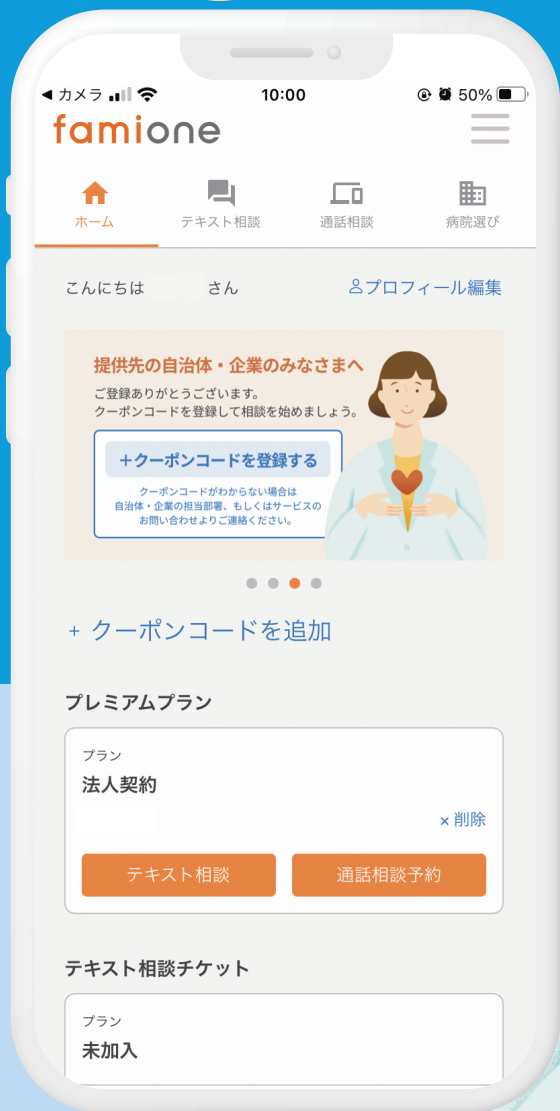 カメラ
10:00
50%
famione
ホーム
テキスト相談
通話相談
病院選び
こんにちは さん
プロフィール編集
提供先の自治体・企業のみなさまへ
ご登録ありがとうございます。
クーポンコードを登録して相談を始めましょう。
＋クーポンコードを登録する
クーポンコードがわからない場合は
自治体・企業の担当部署、もしくはサービスの
お問い合わせよりご連絡ください。
+ クーポンコードを追加
プレミアムプラン
プラン
法人契約
×削除
テキスト相談
通話相談予約
テキスト相談チケット
プラン
未加入